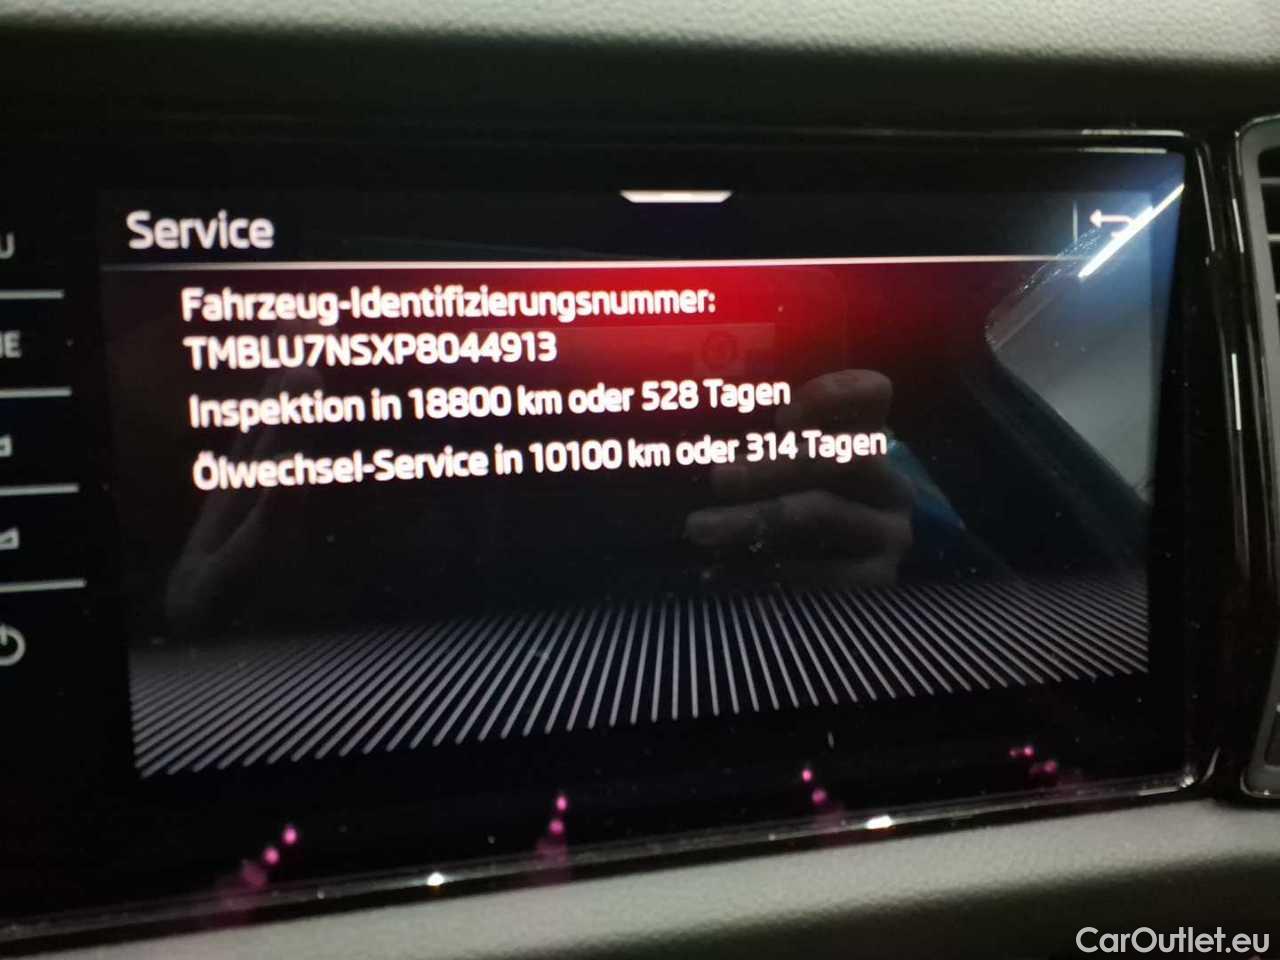 Service
Fahrzeug-Identifizierungsnummer:
TMBLU7NSXP8044913
Inspektion in 18800 km oder 528 Tagen
Ölwechsel-Service in 10100 km oder 314 Tagen
CarOutlet.eu